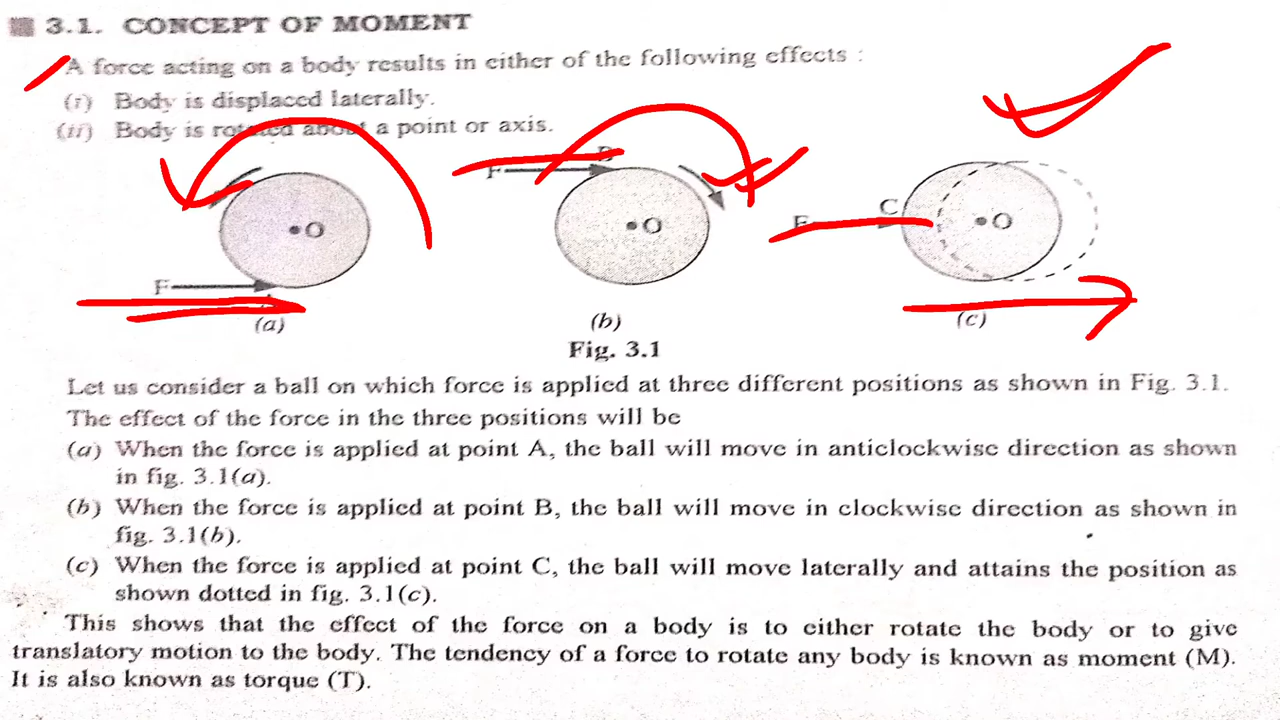 3.1. CONCEPT OF MOMENT
A force acting on a body results in either of the following effects :
(i) Body is displaced laterally.
(ii) Body is rotated about a point or axis.
F
O
(a)
F
B
O
(b)
F
C
O
(c)
Fig. 3.1
Let us consider a ball on which force is applied at three different positions as shown in Fig. 3.1.
The effect of the force in the three positions will be
(a) When the force is applied at point A, the ball will move in anticlockwise direction as shown
in fig. 3.1(a).
(b) When the force is applied at point B, the ball will move in clockwise direction as shown in
fig. 3.1(b).
(c) When the force is applied at point C, the ball will move laterally and attains the position as
shown dotted in fig. 3.1(c).
This shows that the effect of the force on a body is to either rotate the body or to give
translatory motion to the body. The tendency of a force to rotate any body is known as moment (M).
It is also known as torque (T).